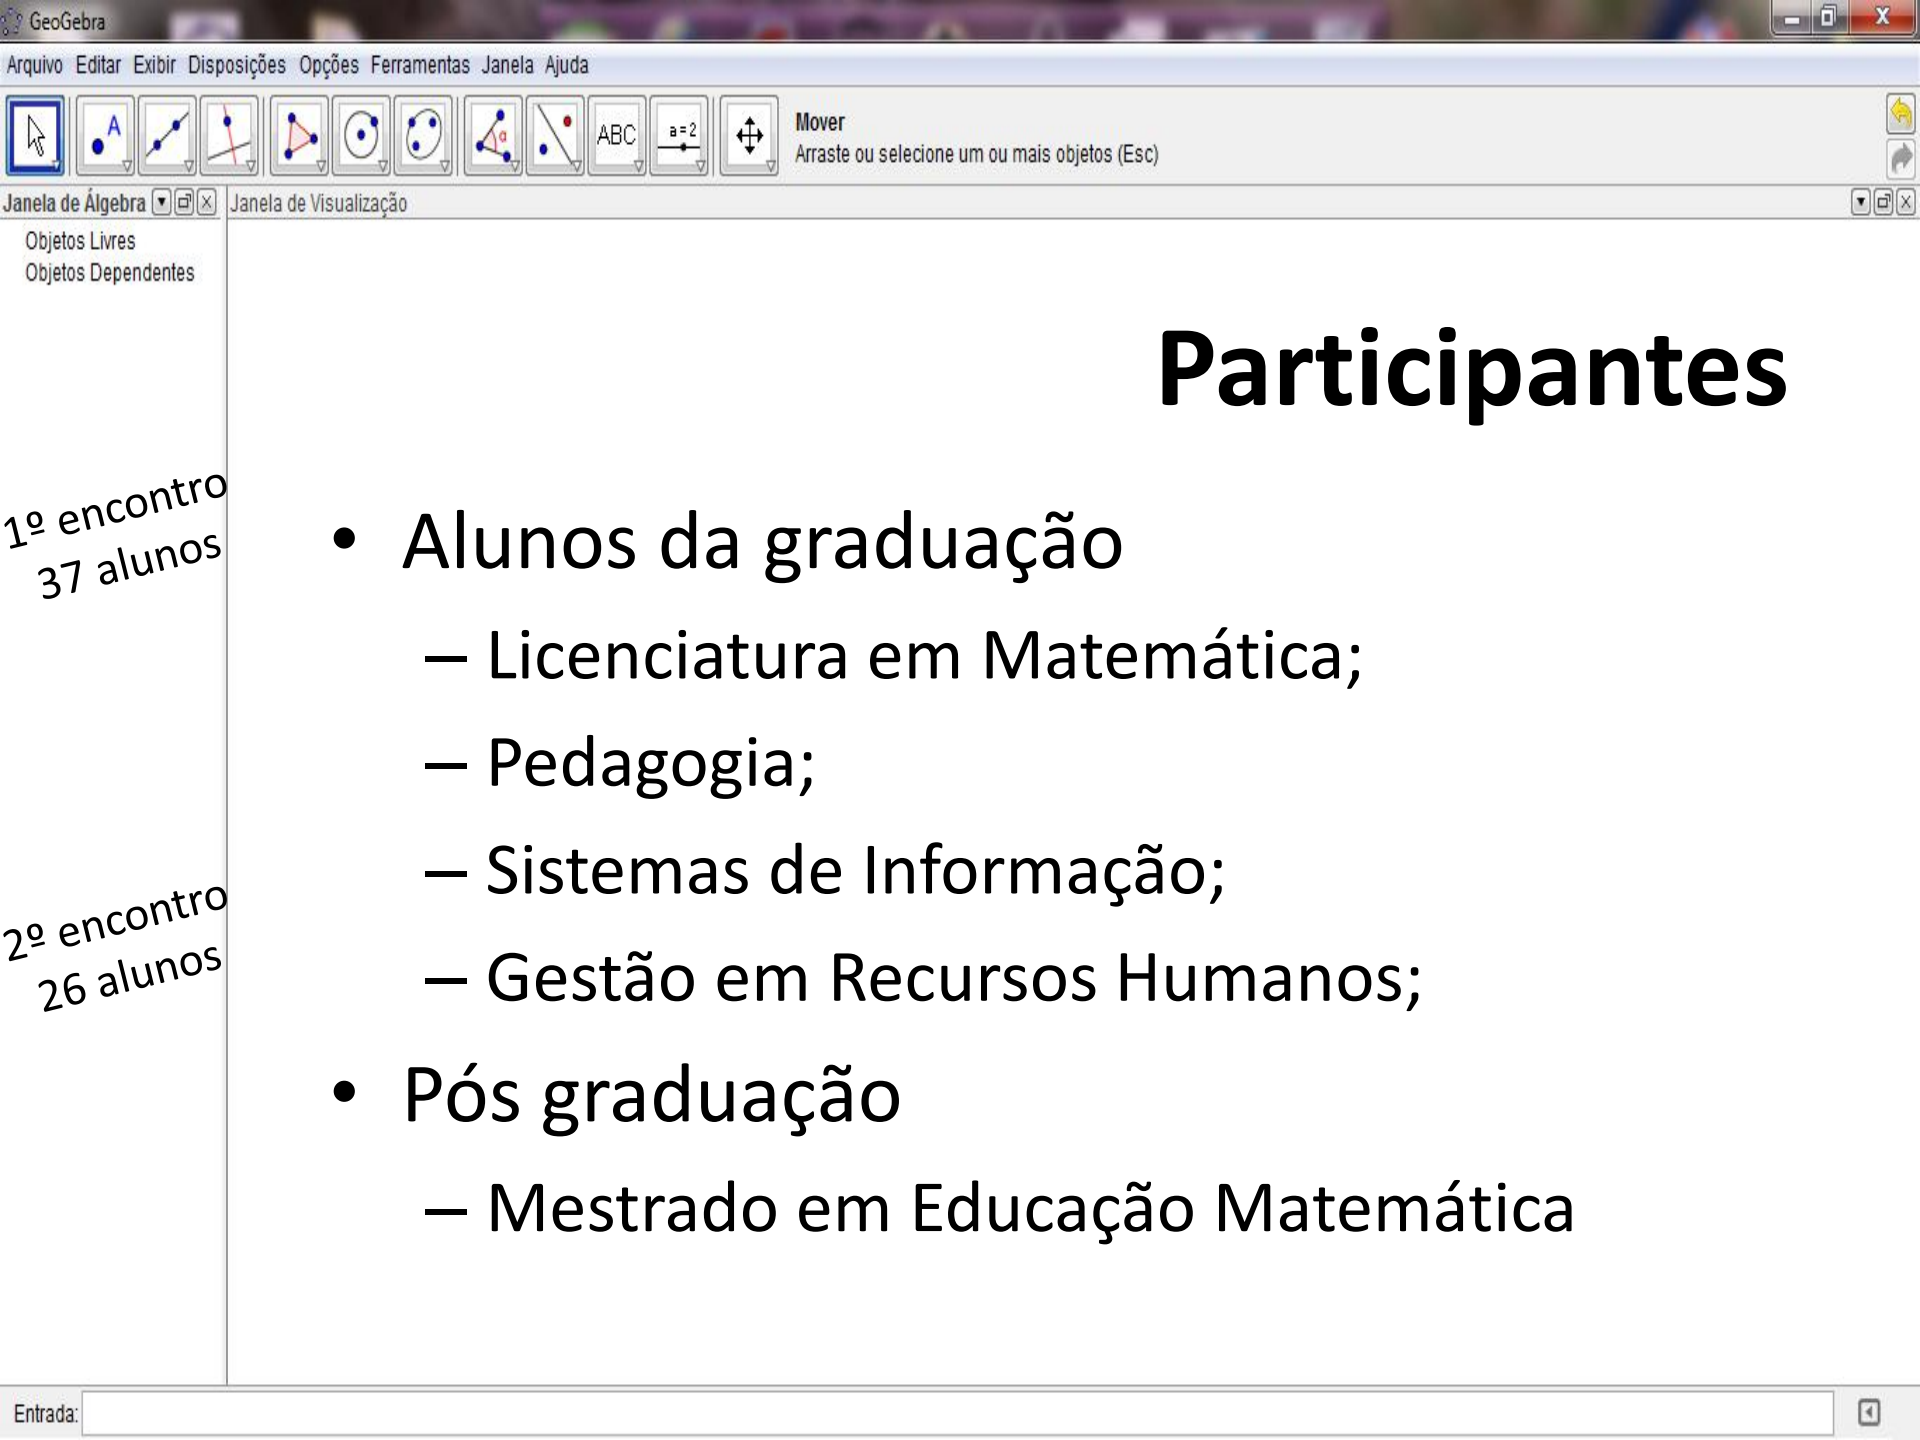 GeoGebra
Arquivo Editar Exibir Disposições Opções Ferramentas Janela Ajuda
A
α
ABC
a=2
Mover
Arraste ou selecione um ou mais objetos (Esc)
Janela de Álgebra
Janela de Visualização
Objetos Livres
Objetos Dependentes
Participantes
1º encontro
37 alunos
• Alunos da graduação
– Licenciatura em Matemática;
– Pedagogia;
– Sistemas de Informação;
2º encontro
26 alunos
– Gestão em Recursos Humanos;
• Pós graduação
– Mestrado em Educação Matemática
Entrada: